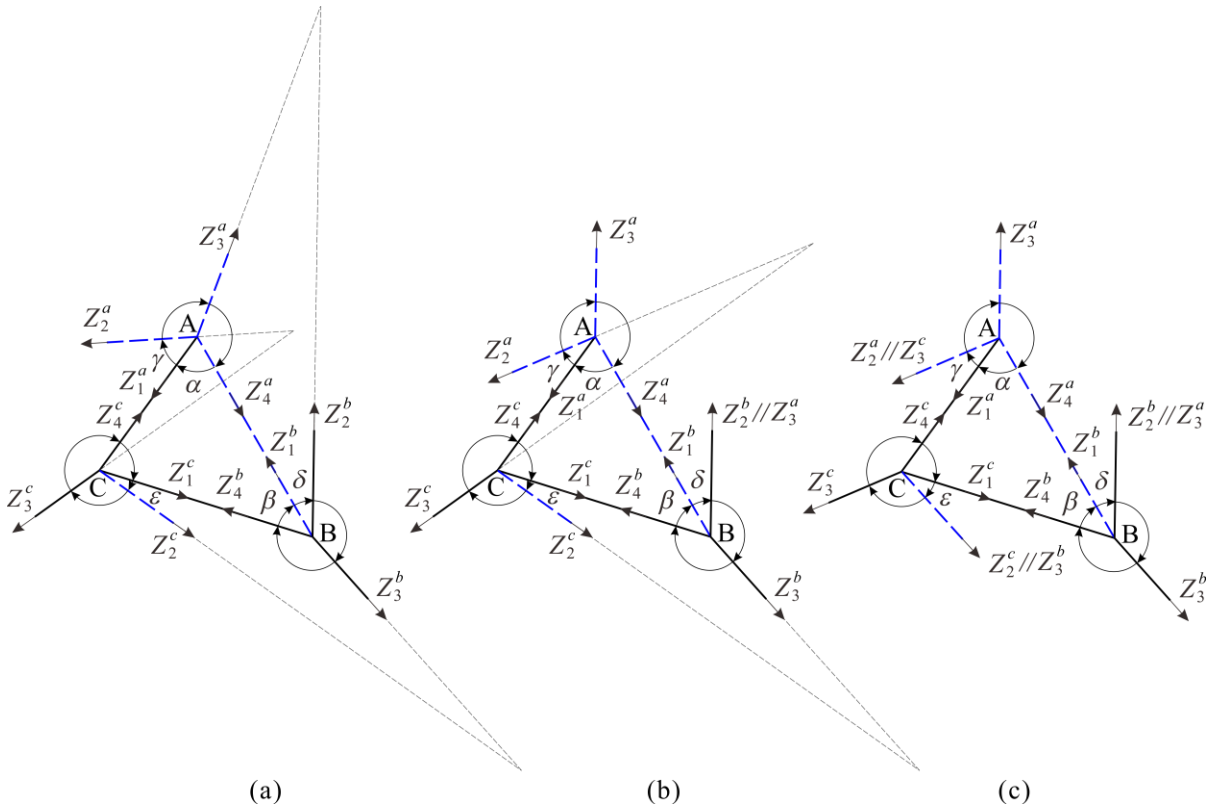 Z_3^a
A
Z_2^a
γ
α
Z_1^a
Z_4^a
Z_4^c
Z_2^b
Z_1^b
Z_1^c
Z_4^b
β
δ
C
ε
B
Z_3^c
Z_2^c
Z_3^b
(a)
Z_3^a
A
Z_2^a
γ
α
Z_1^a
Z_4^a
Z_4^c
Z_2^b//Z_3^a
Z_1^b
Z_1^c
Z_4^b
β
δ
C
ε
B
Z_3^c
Z_2^c
Z_3^b
(b)
Z_3^a
A
Z_2^a//Z_3^c
γ
α
Z_1^a
Z_4^a
Z_4^c
Z_2^b//Z_3^a
Z_1^b
Z_1^c
Z_4^b
β
δ
C
ε
B
Z_3^c
Z_2^c//Z_3^b
Z_3^b
(c)